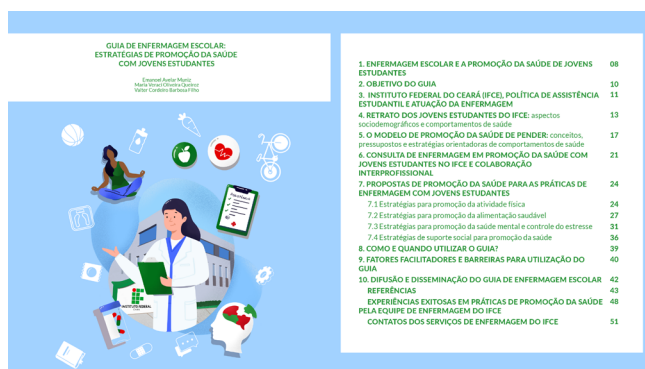 GUIA DE ENFERMAGEM ESCOLAR:
ESTRATÉGIAS DE PROMOÇÃO DA SAÚDE
COM JOVENS ESTUDANTES
Emanoel Avelar Muniz
Maria Veraci Oliveira Queiroz
Valter Cordeiro Barbosa Filho
INSTITUTO FEDERAL
1. ENFERMAGEM ESCOLAR E A PROMOÇÃO DA SAÚDE DE JOVENS 08
ESTUDANTES
2. OBJETIVO DO GUIA 10
3. INSTITUTO FEDERAL DO CEARÁ (IFCE), POLÍTICA DE ASSISTÊNCIA 11
ESTUDANTIL E ATUAÇÃO DA ENFERMAGEM
4. RETRATO DOS JOVENS ESTUDANTES DO IFCE: aspectos 13
sociodemográficos e comportamentos de saúde
5. O MODELO DE PROMOÇÃO DA SAÚDE DE PENDER: conceitos, 17
pressupostos e estratégias orientadoras de comportamentos de saúde
6. CONSULTA DE ENFERMAGEM EM PROMOÇÃO DA SAÚDE COM 21
JOVENS ESTUDANTES NO IFCE E COLABORAÇÃO
INTERPROFISSIONAL
7. PROPOSTAS DE PROMOÇÃO DA SAÚDE PARA AS PRÁTICAS DE 24
ENFERMAGEM COM JOVENS ESTUDANTES
7.1 Estratégias para promoção da atividade física 24
7.2 Estratégias para promoção da alimentação saudável 27
7.3 Estratégias para promoção da saúde mental e controle do estresse 31
7.4 Estratégias de suporte social para promoção da saúde 36
8. COMO E QUANDO UTILIZAR O GUIA? 39
9. FATORES FACILITADORES E BARREIRAS PARA UTILIZAÇÃO DO 40
GUIA
10. DIFUSÃO E DISSEMINAÇÃO DO GUIA DE ENFERMAGEM ESCOLAR 42
REFERÊNCIAS 43
EXPERIÊNCIAS EXITOSAS EM PRÁTICAS DE PROMOÇÃO DA SAÚDE 48
PELA EQUIPE DE ENFERMAGEM DO IFCE
CONTATOS DOS SERVIÇOS DE ENFERMAGEM DO IFCE 51